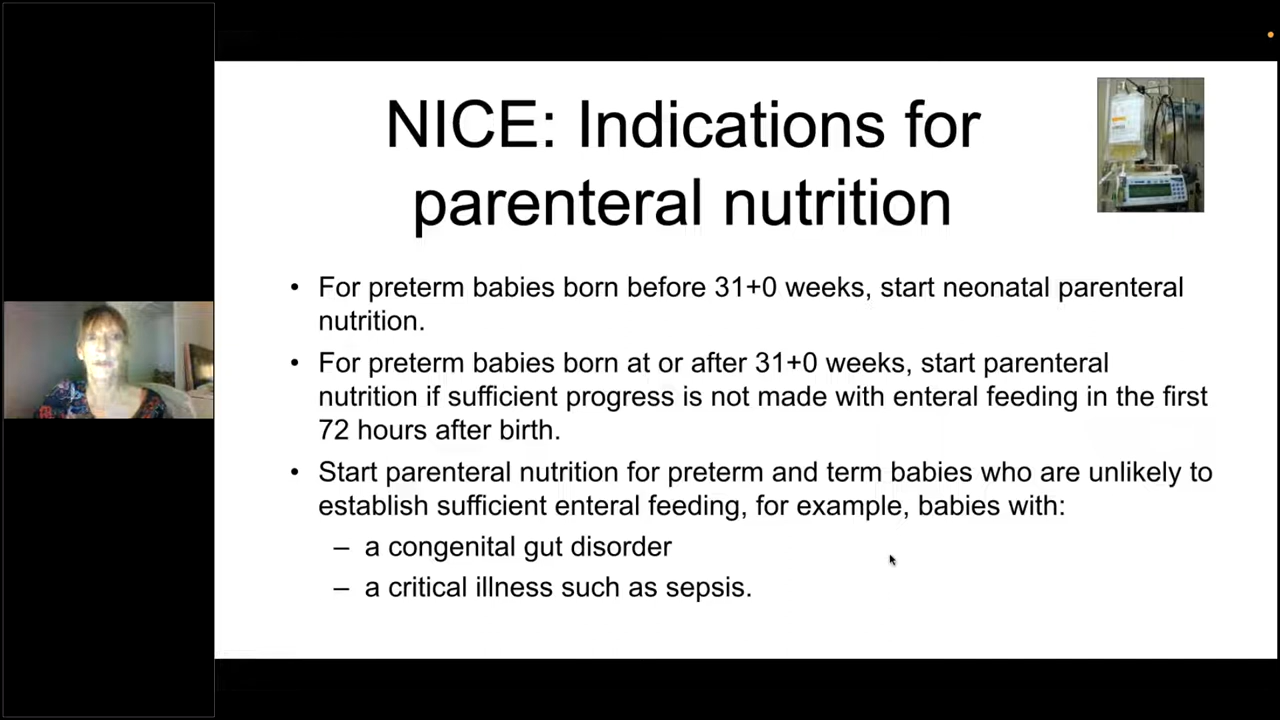 NICE: Indications for
parenteral nutrition
• For preterm babies born before 31+0 weeks, start neonatal parenteral
nutrition.
• For preterm babies born at or after 31+0 weeks, start parenteral
nutrition if sufficient progress is not made with enteral feeding in the first
72 hours after birth.
• Start parenteral nutrition for preterm and term babies who are unlikely to
establish sufficient enteral feeding, for example, babies with:
– a congenital gut disorder
– a critical illness such as sepsis.